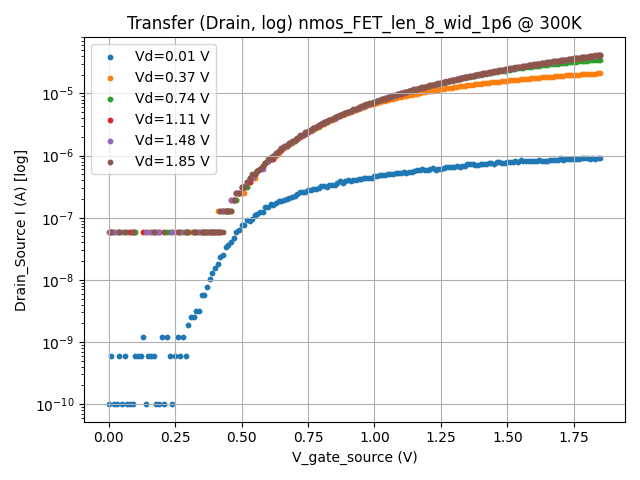 Transfer (Drain, log) nmos_FET_len_8_wid_1p6 @ 300K
Vd=0.01 V
Vd=0.37 V
Vd=0.74 V
Vd=1.11 V
Vd=1.48 V
Vd=1.85 V
Drain_Source I (A) [log]
10⁻⁵
10⁻⁶
10⁻⁷
10⁻⁸
10⁻⁹
10⁻¹⁰
0.00 0.25 0.50 0.75 1.00 1.25 1.50 1.75
V_gate_source (V)